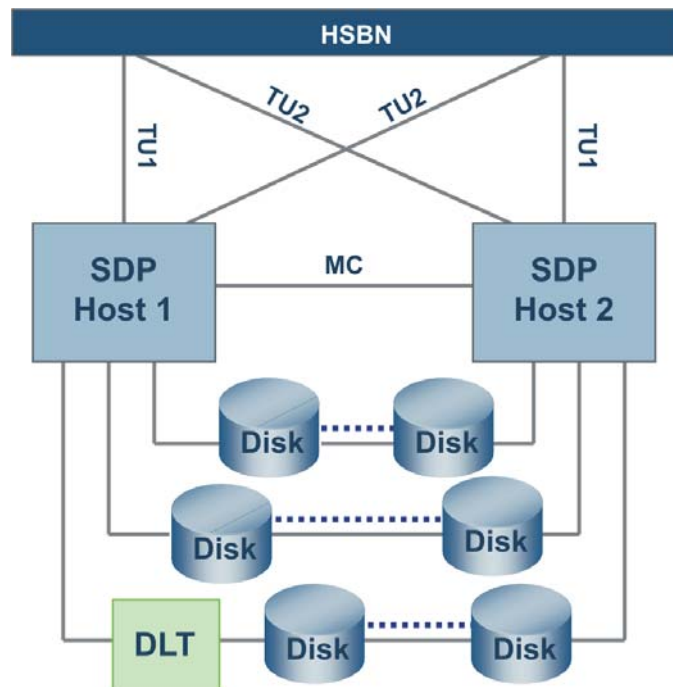 HSBN
TU2
TU2
TU1
TU1
SDP
Host 1
MC
SDP
Host 2
Disk
Disk
Disk
Disk
DLT
Disk
Disk